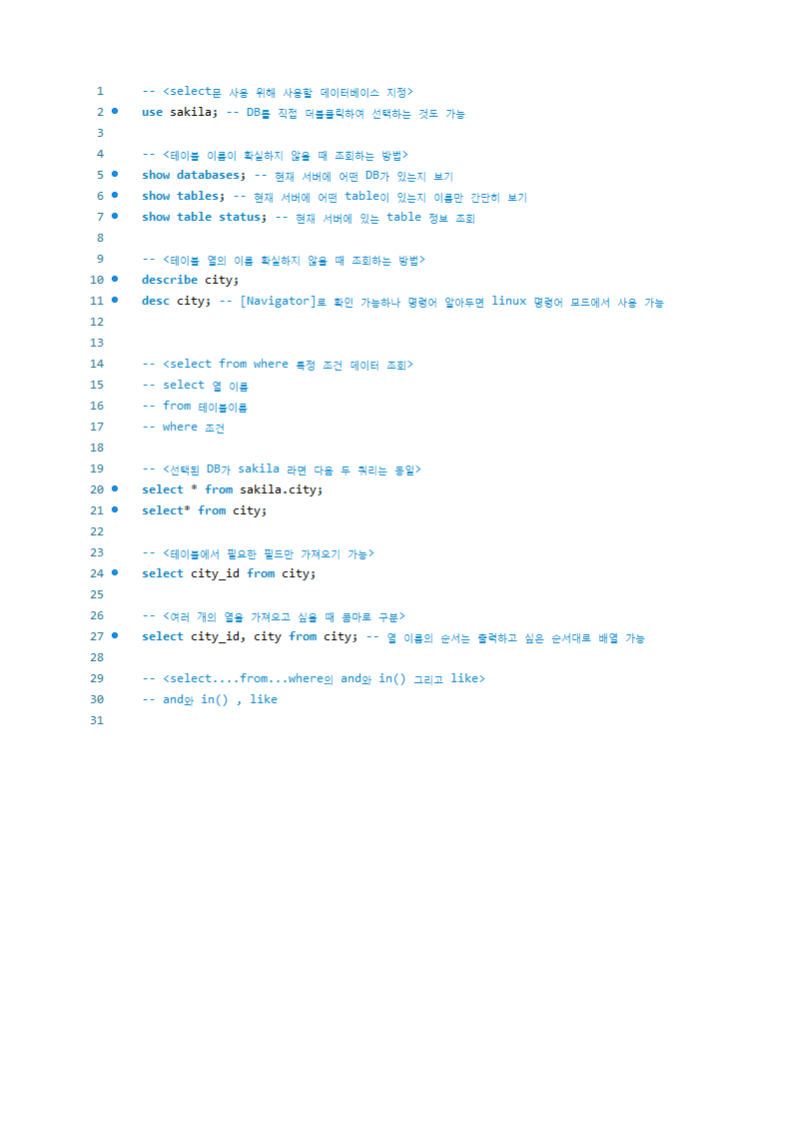 1 -- <select문 사용 위해 사용할 데이터베이스 지정>
2 use sakila; -- DB를 직접 더블클릭하여 선택하는 것도 가능
3
4 -- <테이블 이름이 확실하지 않을 때 조회하는 방법>
5 show databases; -- 현재 서버에 어떤 DB가 있는지 보기
6 show tables; -- 현재 서버에 어떤 table이 있는지 이름만 간단히 보기
7 show table status; -- 현재 서버에 있는 table 정보 조회
8
9 -- <테이블 열의 이름 확실하지 않을 때 조회하는 방법>
10 describe city;
11 desc city; -- [Navigator]로 확인 가능하나 명령어 알아두면 linux 명령어 모드에서 사용 가능
12
13
14 -- <select from where 특정 조건 데이터 조회>
15 -- select 열 이름
16 -- from 테이블이름
17 -- where 조건
18
19 -- <선택된 DB가 sakila 라면 다음 두 쿼리는 동일>
20 select * from sakila.city;
21 select* from city;
22
23 -- <테이블에서 필요한 필드만 가져오기 가능>
24 select city_id from city;
25
26 -- <여러 개의 열을 가져오고 싶을 때 콤마로 구분>
27 select city_id, city from city; -- 열 이름의 순서는 출력하고 싶은 순서대로 배열 가능
28
29 -- <select....from...where의 and와 in() 그리고 like>
30 -- and와 in() , like
31